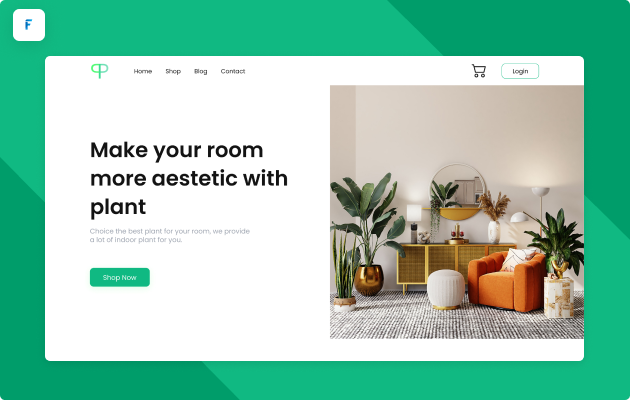 F
Home Shop Blog Contact
Login
Make your room
more aestetic with
plant
Choice the best plant for your room, we provide
a lot of indoor plant for you.
Shop Now